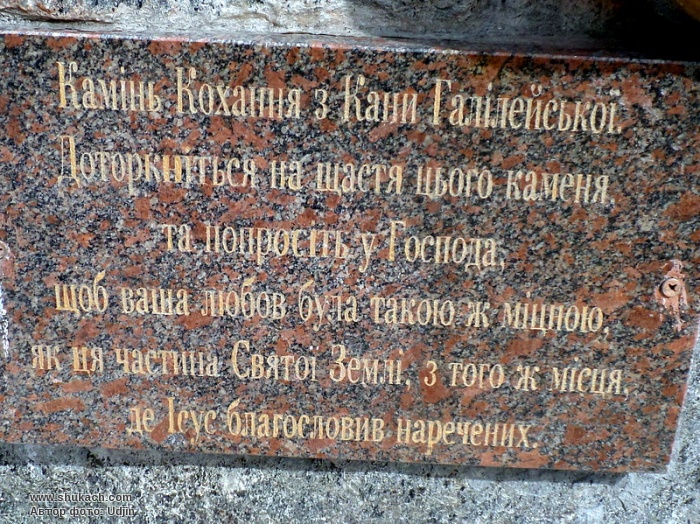 Камінь Кохання з Кани Галілейської.
Доторкніться на щастя цього каменя,
та попросіть у Господа,
щоб ваша любов була такою ж міцною,
як ця частина Святої Землі, з того ж місця,
де Ісус благословив наречених.
www.shukach.com
Автор фото: Udjin